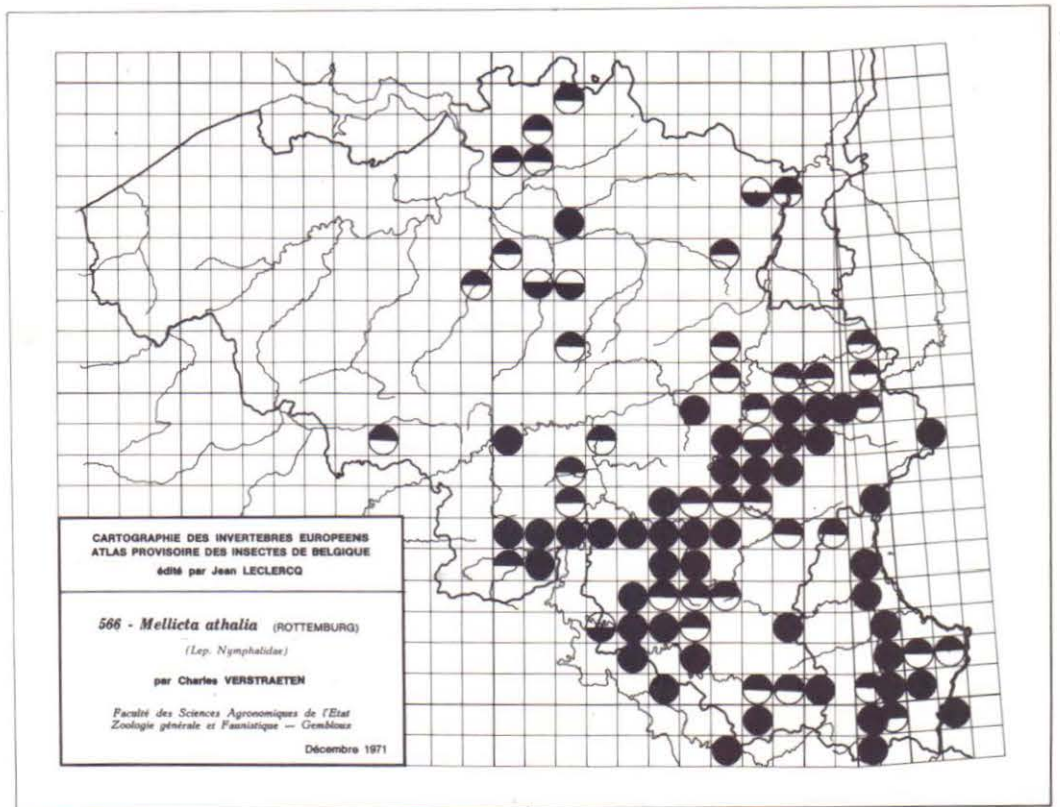 CARTOGRAPHIE DES INVERTEBRES EUROPEENS
ATLAS PROVISOIRE DES INSECTES DE BELGIQUE
édité par Jean LECLERCQ
566 - Mellicta athalia (ROTTEMBURG)
(Lep. Nymphalidae)
par Charles VERSTRAETEN
Faculté des Sciences Agronomiques de l'Etat
Zoologie générale et Faunistique — Gembloux
Décembre 1971